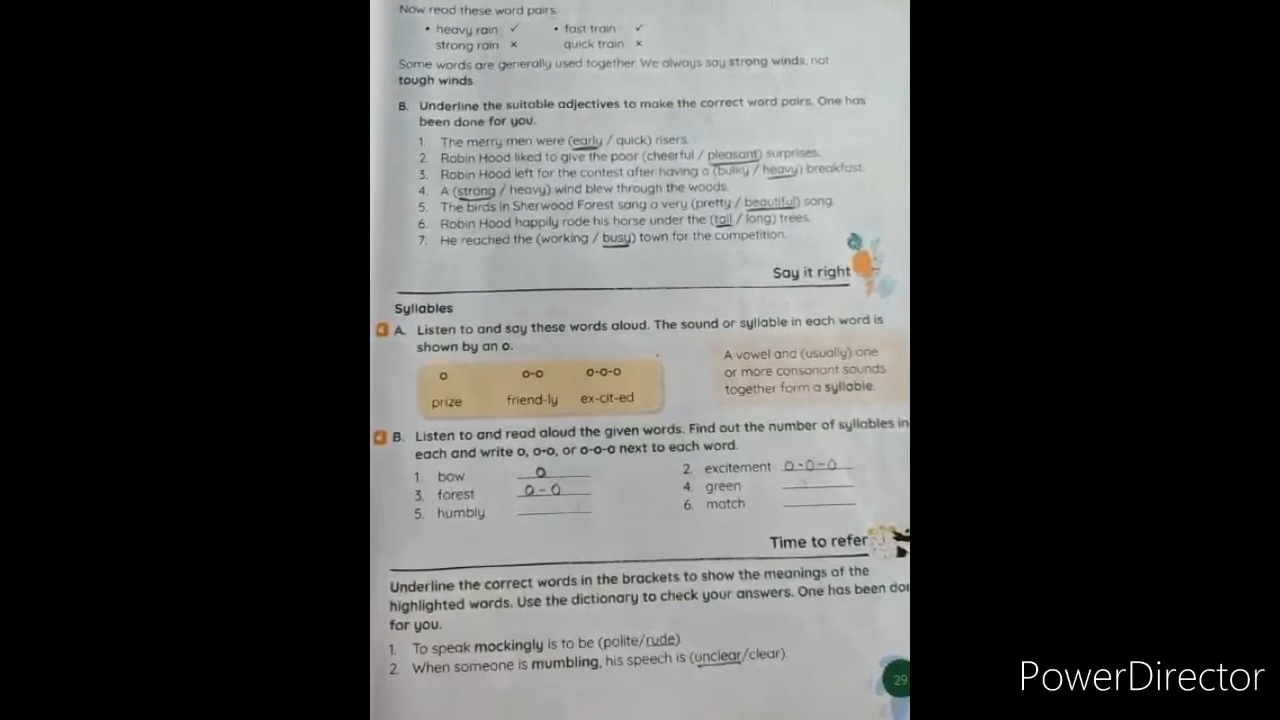 Now read these word pairs.
• heavy rain ✓ • fast train ✓
strong rain × quick train ×
Some words are generally used together. We always say strong winds, not
tough winds.
B. Underline the suitable adjectives to make the correct word pairs. One has
been done for you.
1. The merry men were (early / quick) risers.
2. Robin Hood liked to give the poor (cheerful / pleasant) surprises.
3. Robin Hood left for the contest after having a (bulky / heavy) breakfast.
4. A (strong / heavy) wind blew through the woods.
5. The birds in Sherwood Forest sang a very (pretty / beautiful) song.
6. Robin Hood happily rode his horse under the (tall / long) trees.
7. He reached the (working / busy) town for the competition.
Say it right
Syllables
A. Listen to and say these words aloud. The sound or syllable in each word is
shown by an o.
o o-o o-o-o
prize friend-ly ex-cit-ed
A vowel and (usually) one
or more consonant sounds
together form a syllable.
B. Listen to and read aloud the given words. Find out the number of syllables in
each and write o, o-o, or o-o-o next to each word.
1. bow o 2. excitement o-o-o
3. forest o-o 4. green
5. humbly 6. match
Time to refer
Underline the correct words in the brackets to show the meanings of the
highlighted words. Use the dictionary to check your answers. One has been do
for you.
1. To speak mockingly is to be (polite/rude).
2. When someone is mumbling, his speech is (unclear/clear).
29
PowerDirector